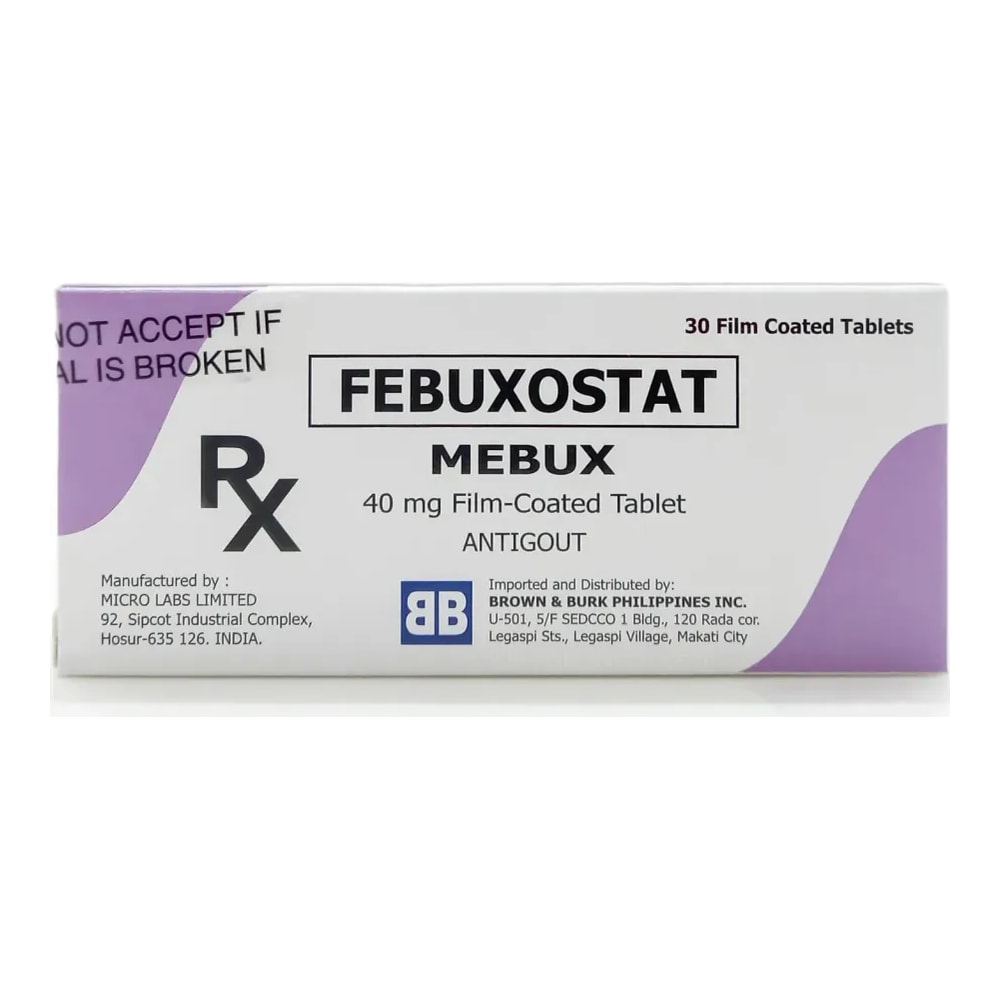 NOT ACCEPT IF
AL IS BROKEN
30 Film Coated Tablets
FEBUXOSTAT
MEBUX
40 mg Film-Coated Tablet
ANTIGOUT
Rx
Manufactured by :
MICRO LABS LIMITED
92, Sipcot Industrial Complex,
Hosur-635 126. INDIA.
BB
Imported and Distributed by:
BROWN & BURK PHILIPPINES INC.
U-501, 5/F SEDCCO 1 Bldg., 120 Rada cor.
Legaspi Sts., Legaspi Village, Makati City